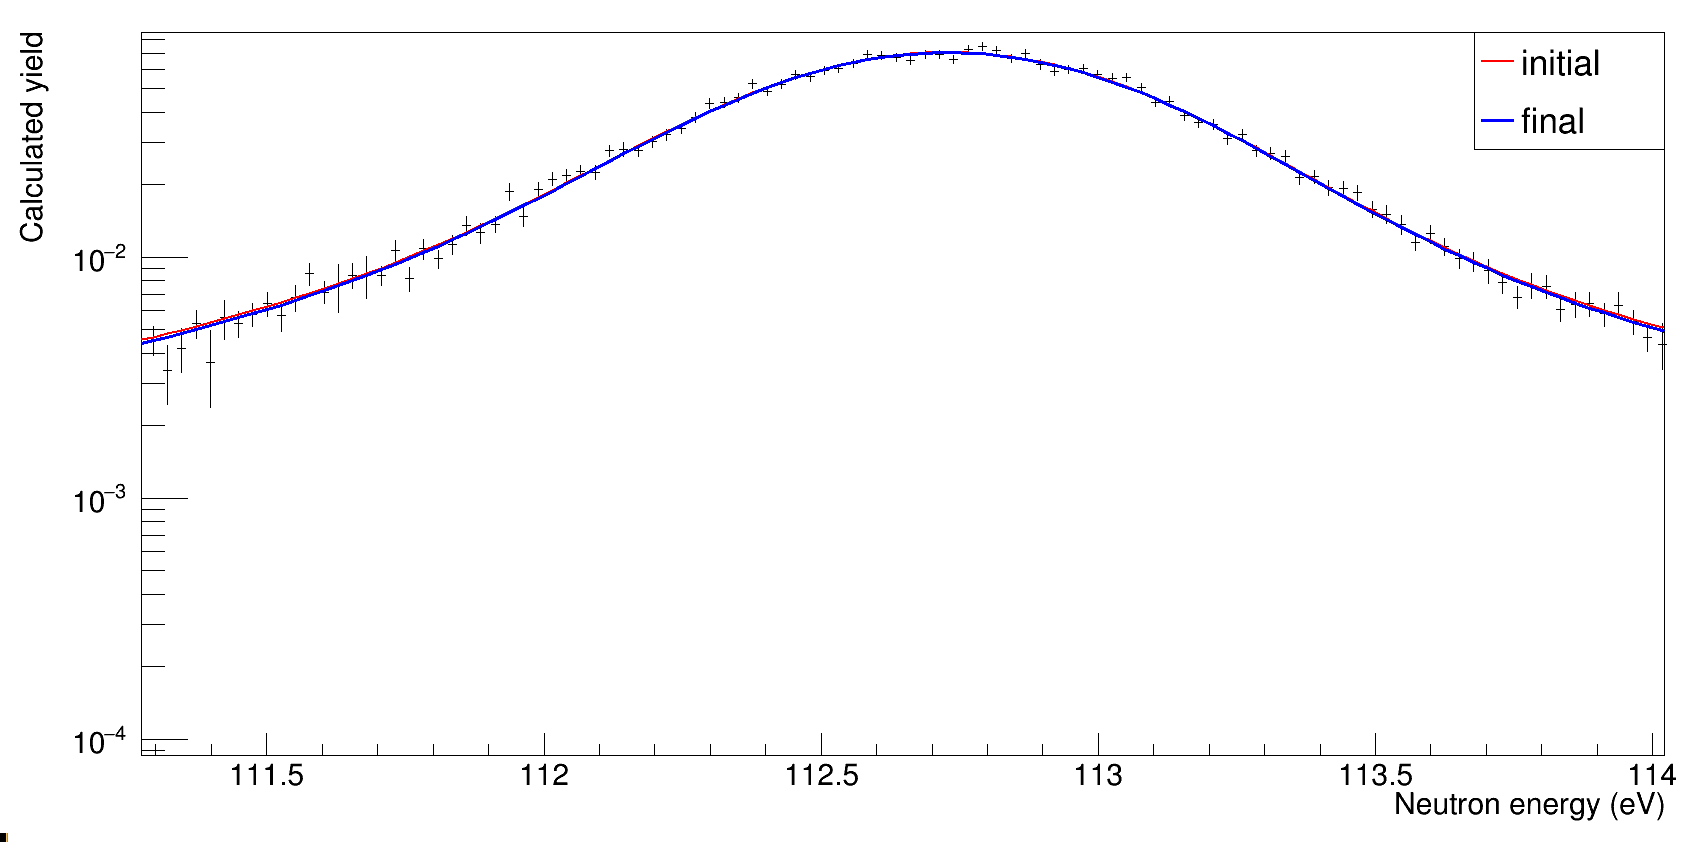 Calculated yield
initial
final
10⁻²
10⁻³
10⁻⁴
111.5 112 112.5 113 113.5 114
Neutron energy (eV)